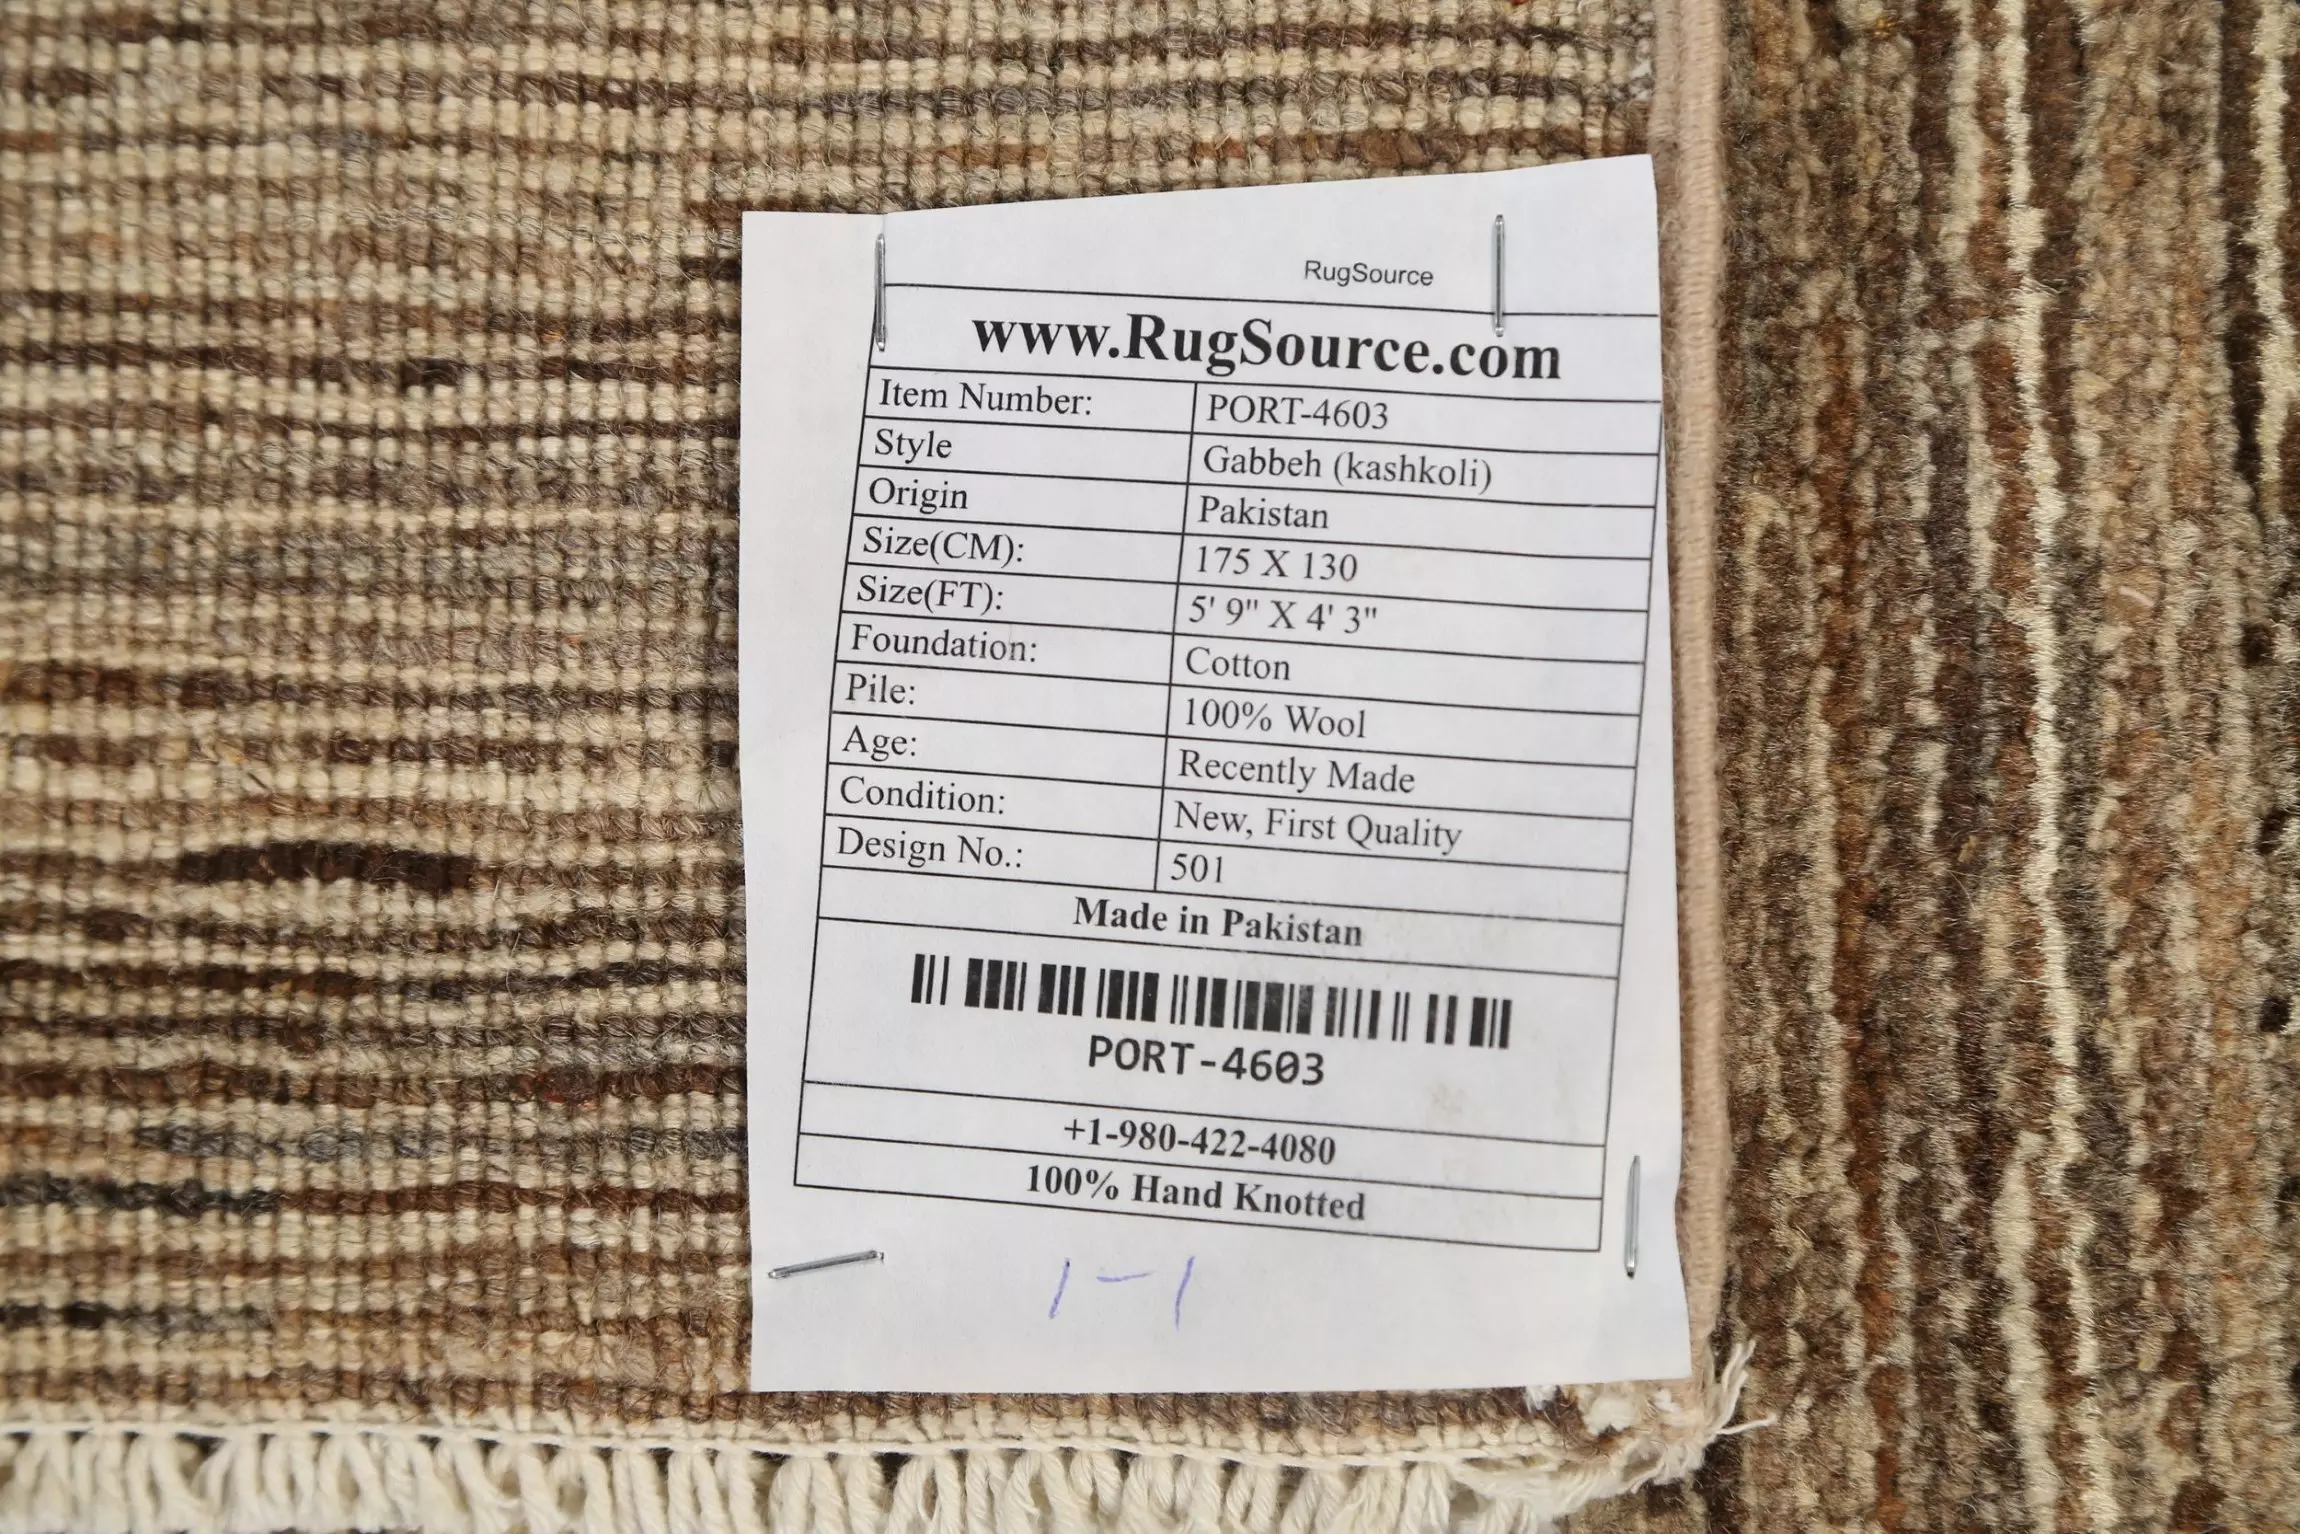 RugSource
www.RugSource.com
Item Number: PORT-4603
Style Gabbeh (kashkoli)
Origin Pakistan
Size(CM): 175 X 130
Size(FT): 5' 9" X 4' 3"
Foundation: Cotton
Pile: 100% Wool
Age: Recently Made
Condition: New, First Quality
Design No.: 501
Made in Pakistan
PORT-4603
+1-980-422-4080
100% Hand Knotted
1-1